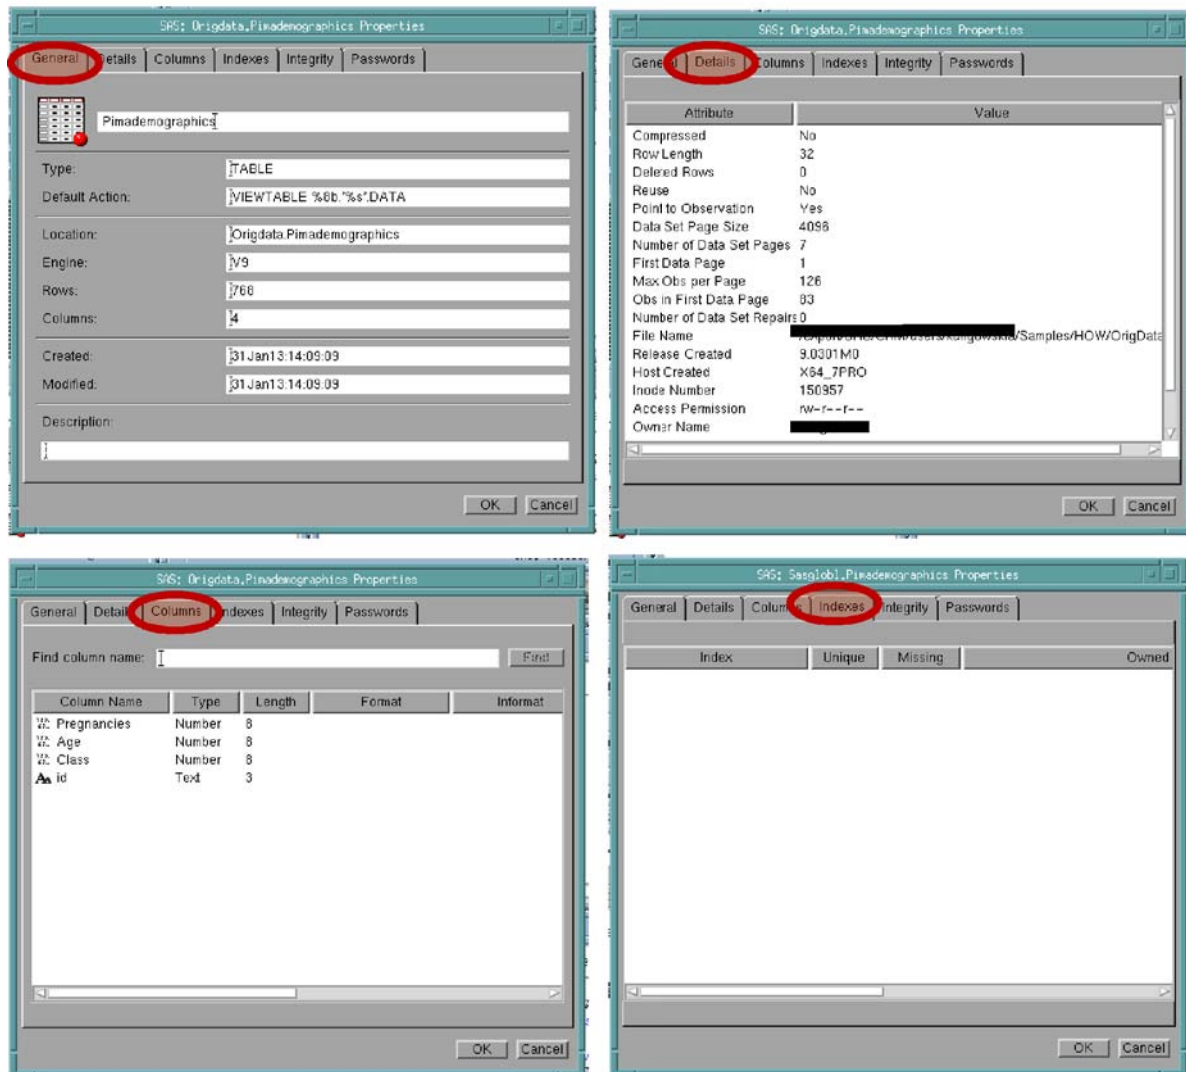 SAS: Origdata.Pimademographics Properties
General Details Columns Indexes Integrity Passwords
Pimademographics
Type: TABLE
Default Action: VIEWTABLE %8b."%s".DATA
Location: Origdata.Pimademographics
Engine: V9
Rows: 768
Columns: 4
Created: 31Jan13:14:09:09
Modified: 31Jan13:14:09:09
Description:
OK Cancel
SAS: Origdata.Pimademographics Properties
General Details Columns Indexes Integrity Passwords
Attribute Value
Compressed No
Row Length 32
Deleted Rows 0
Reuse No
Point to Observation Yes
Data Set Page Size 4096
Number of Data Set Pages 7
First Data Page 1
Max Obs per Page 126
Obs in First Data Page 83
Number of Data Set Repairs 0
File Name /Samples/HOW/OrigData
Release Created 9.0301M0
Host Created X64_7PRO
Inode Number 150957
Access Permission rw-r--r--
Owner Name
OK Cancel
SAS: Origdata.Pimademographics Properties
General Details Columns Indexes Integrity Passwords
Find column name: Find
Column Name Type Length Format Informat
Pregnancies Number 8
Age Number 8
Class Number 8
id Text 3
OK Cancel
SAS: Sasglobl.Pimademographics Properties
General Details Columns Indexes Integrity Passwords
Index Unique Missing Owned
OK Cancel